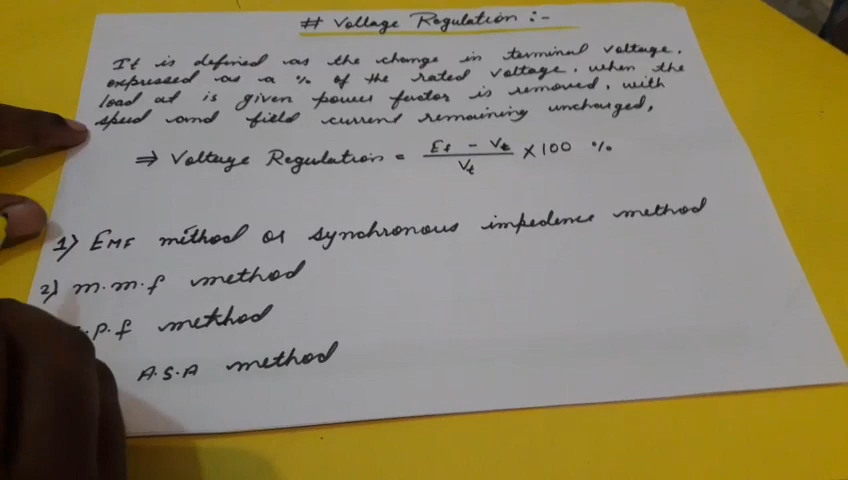 # Voltage Regulation :-
It is defined as the change in terminal voltage.
expressed as a % of the rated voltage, when the
load at is given power factor is removed, with
speed and field current remaining unchanged,
⇒ Voltage Regulation = Ef - Vt / Vt × 100 %
1) EMF method or synchronous impedence method
2) m.m.f method
.p.f method
A.S.A method